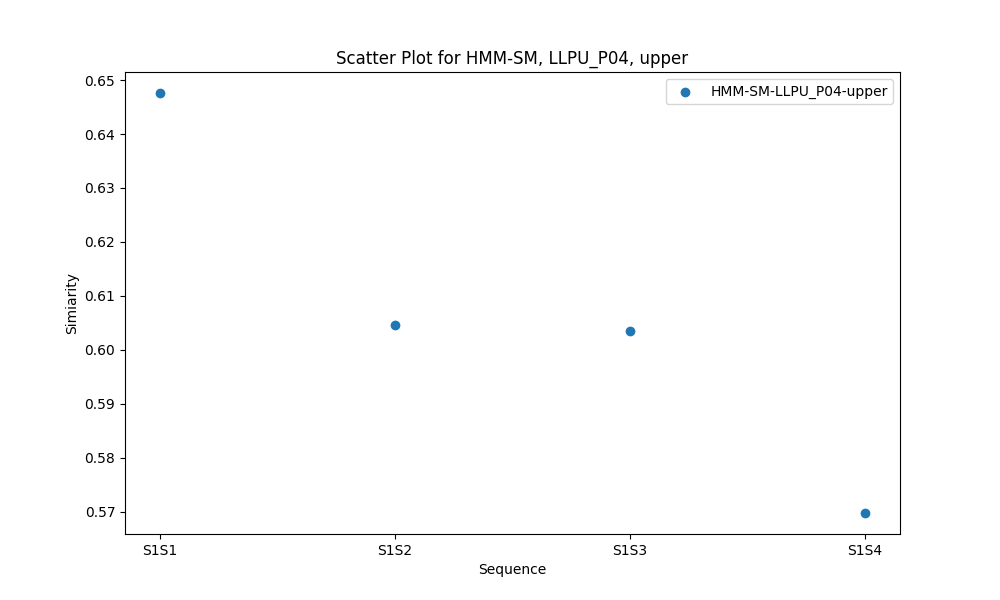 Scatter Plot for HMM-SM, LLPU_P04, upper
HMM-SM-LLPU_P04-upper
0.65
0.64
0.63
0.62
0.61
0.60
0.59
0.58
0.57
Simiarity
S1S1 S1S2 S1S3 S1S4
Sequence